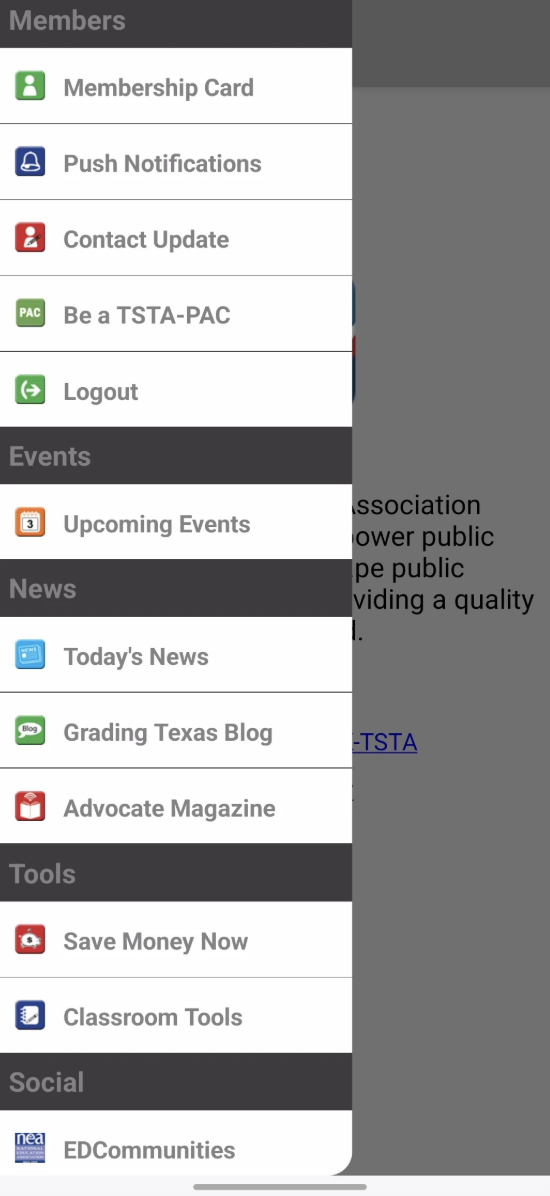 Members
Membership Card
Push Notifications
Contact Update
PAC
Be a TSTA-PAC
Logout
Events
3
Upcoming Events
News
NEWS
Today's News
Blog
Grading Texas Blog
Advocate Magazine
Tools
$
Save Money Now
Classroom Tools
Social
nea
EDCommunities
Association
power public
pe public
viding a quality
d.
-TSTA